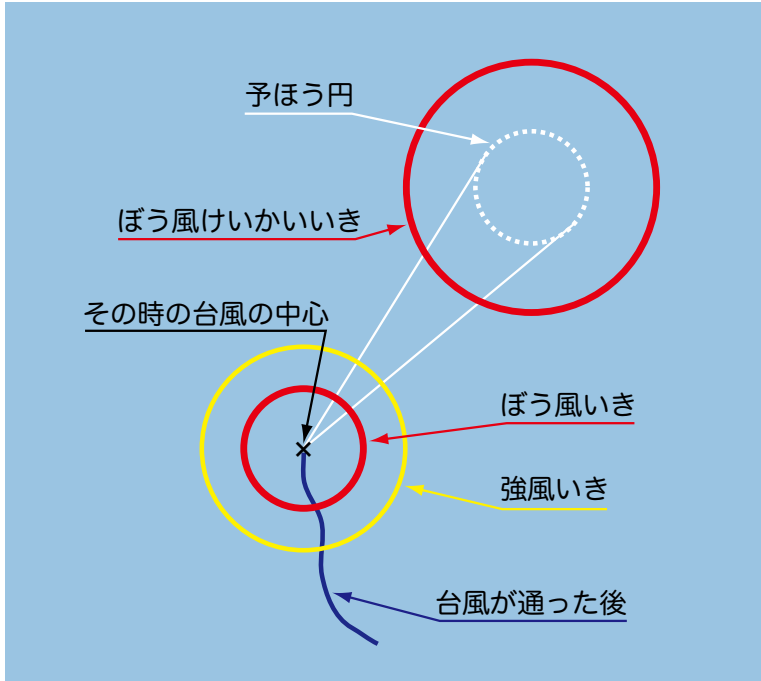 予ほう円
ぼう風けいかいいき
その時の台風の中心
ぼう風いき
強風いき
台風が通った後